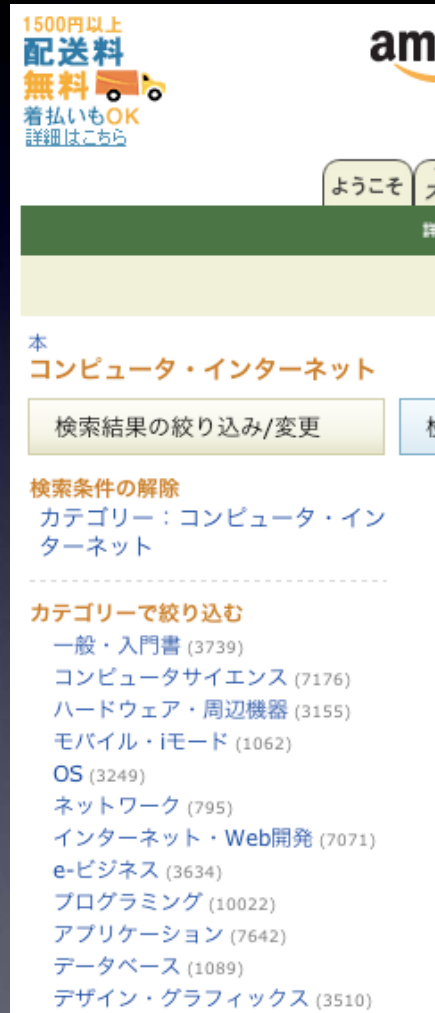 1500円以上
配送料
無料
着払いもOK
詳細はこちら
am
ようこそ
本
コンピュータ・インターネット
検索結果の絞り込み/変更
検索条件の解除
カテゴリー：コンピュータ・イン
ターネット
カテゴリーで絞り込む
一般・入門書 (3739)
コンピュータサイエンス (7176)
ハードウェア・周辺機器 (3155)
モバイル・iモード (1062)
OS (3249)
ネットワーク (795)
インターネット・Web開発 (7071)
e-ビジネス (3634)
プログラミング (10022)
アプリケーション (7642)
データベース (1089)
デザイン・グラフィックス (3510)